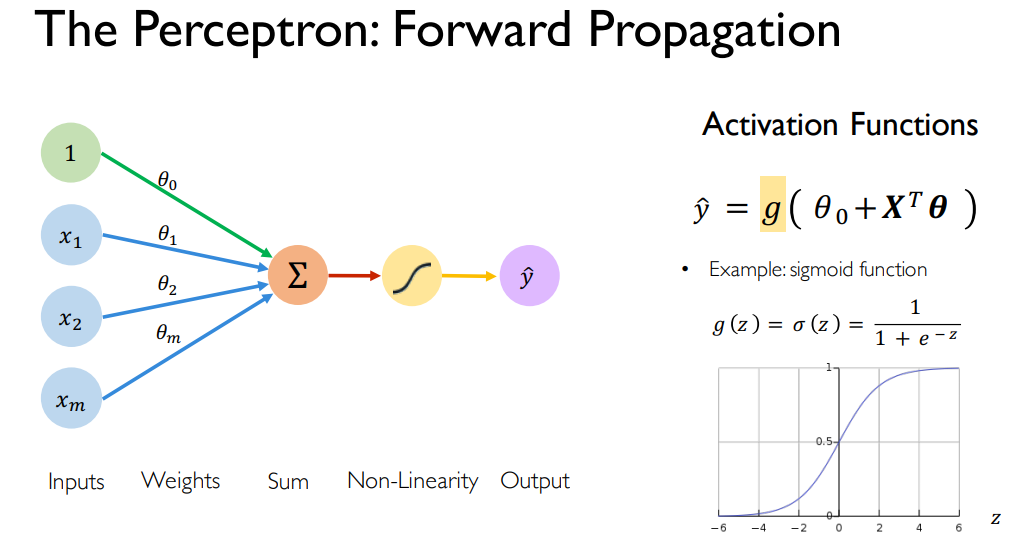 The Perceptron: Forward Propagation
Activation Functions
1
θ₀
x₁
θ₁
θ₂
x₂
θₘ
xₘ
Σ
ŷ
Inputs Weights Sum Non-Linearity Output
ŷ = g ( θ₀ + Xᵀ θ )
• Example: sigmoid function
g (z) = σ (z) = 1 / (1 + e⁻ᶻ)
1
0.5
0
−6 −4 −2 0 2 4 6
z